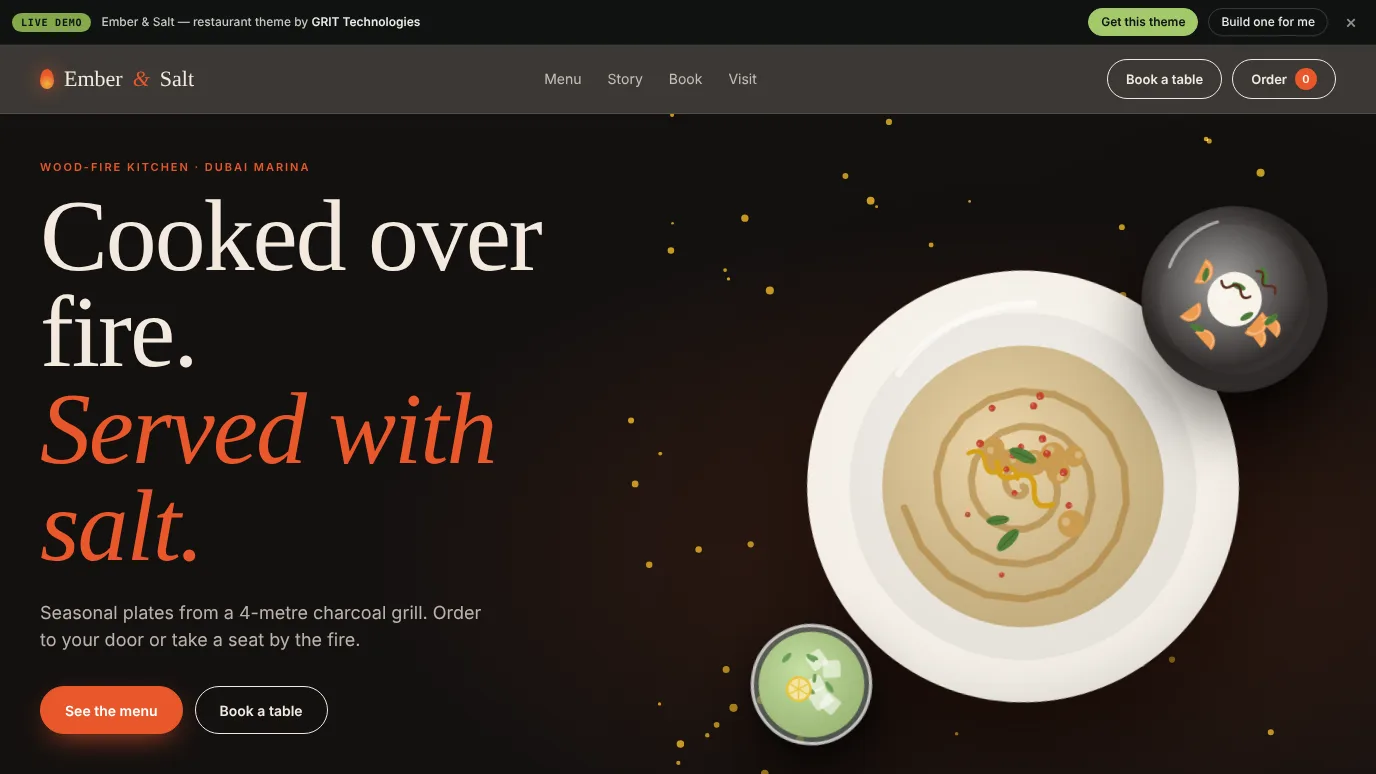 LIVE DEMO Ember & Salt — restaurant theme by GRIT Technologies Get this theme Build one for me ✕
Ember & Salt Menu Story Book Visit Book a table Order 0
WOOD-FIRE KITCHEN · DUBAI MARINA
Cooked over
fire.
Served with
salt.
Seasonal plates from a 4-metre charcoal grill. Order
to your door or take a seat by the fire.
See the menu Book a table